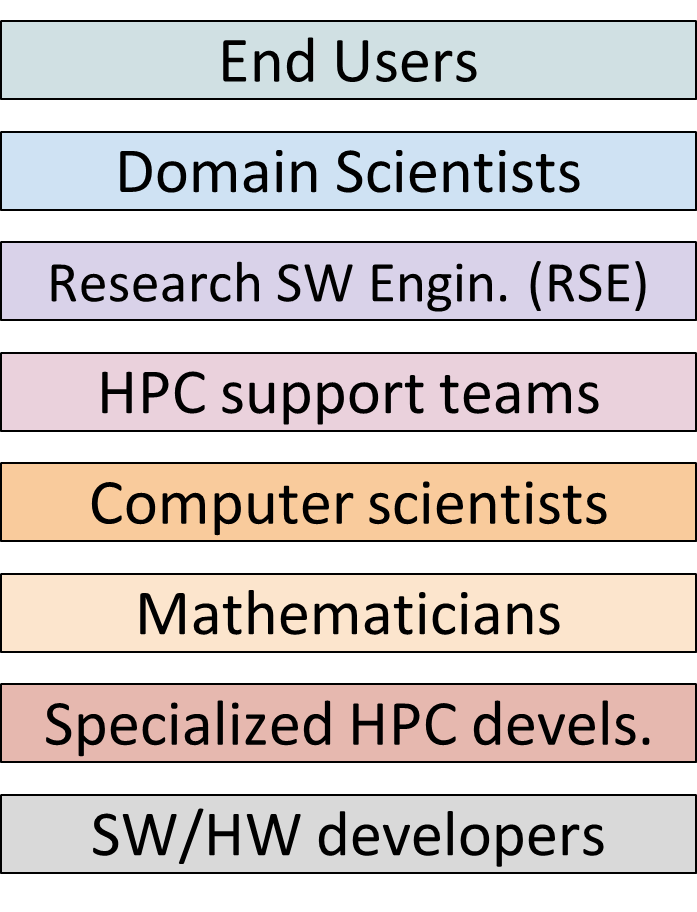 End Users
Domain Scientists
Research SW Engin. (RSE)
HPC support teams
Computer scientists
Mathematicians
Specialized HPC devels.
SW/HW developers